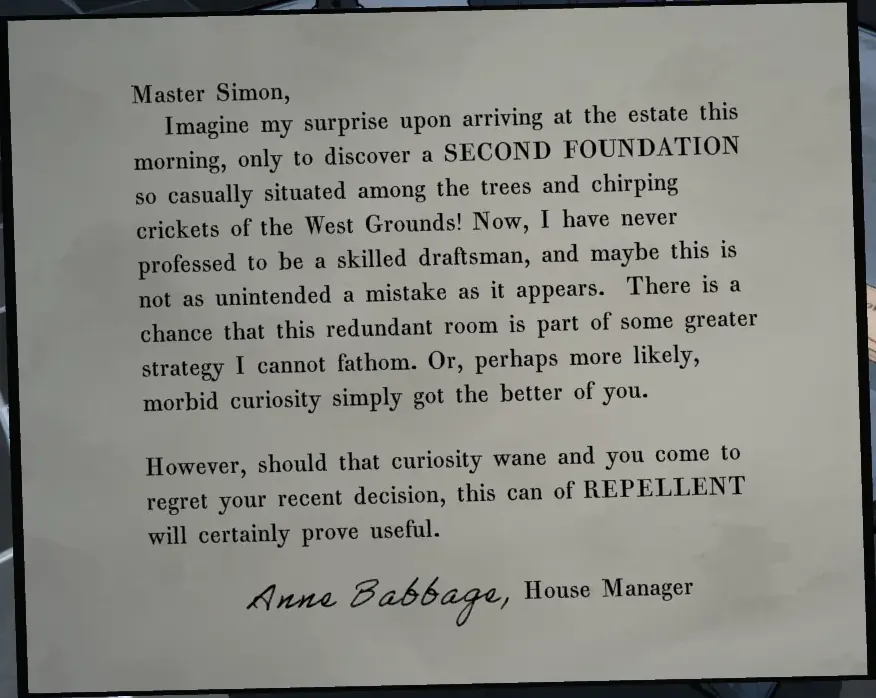 Master Simon,
Imagine my surprise upon arriving at the estate this
morning, only to discover a SECOND FOUNDATION
so casually situated among the trees and chirping
crickets of the West Grounds! Now, I have never
professed to be a skilled draftsman, and maybe this is
not as unintended a mistake as it appears. There is a
chance that this redundant room is part of some greater
strategy I cannot fathom. Or, perhaps more likely,
morbid curiosity simply got the better of you.
However, should that curiosity wane and you come to
regret your recent decision, this can of REPELLENT
will certainly prove useful.
Anne Babbage, House Manager